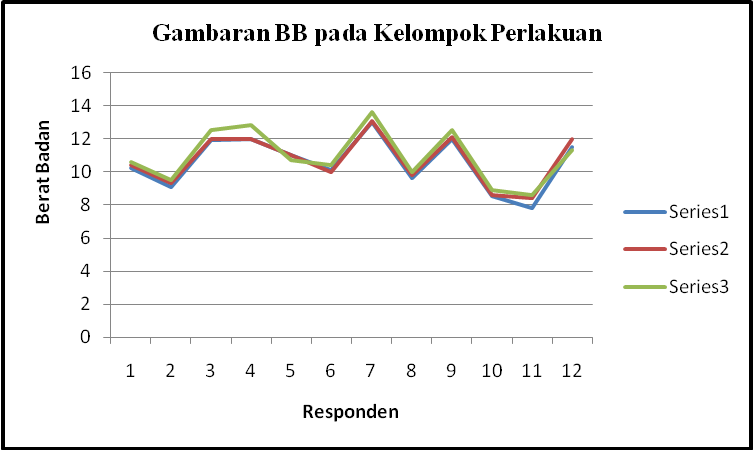 Gambaran BB pada Kelompok Perlakuan
Berat Badan
16
14
12
10
8
6
4
2
0
1 2 3 4 5 6 7 8 9 10 11 12
Responden
Series1
Series2
Series3